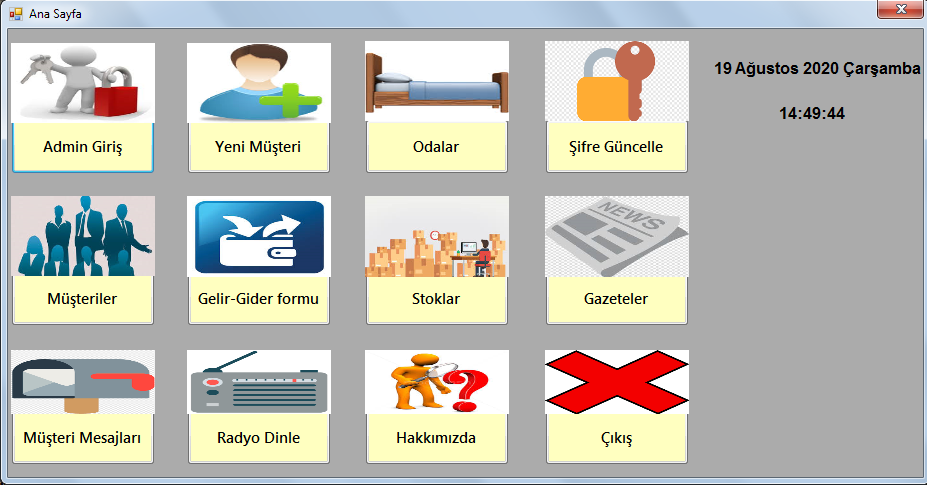 Ana Sayfa
19 Ağustos 2020 Çarşamba
14:49:44
Admin Giriş
Yeni Müşteri
Odalar
Şifre Güncelle
NEWS
Müşteriler
Gelir-Gider formu
Stoklar
Gazeteler
Müşteri Mesajları
Radyo Dinle
Hakkımızda
Çıkış